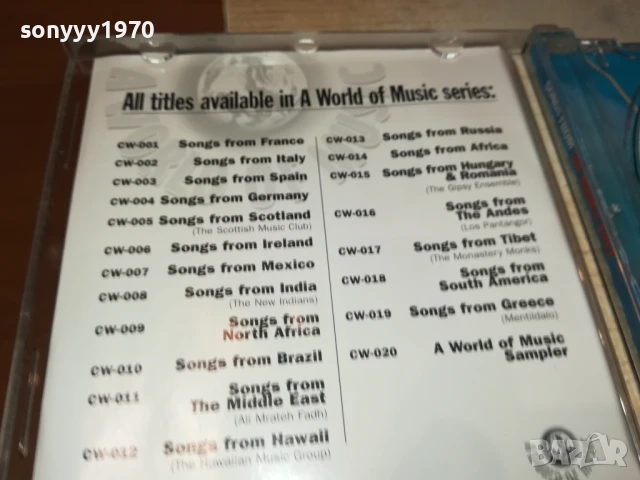 sonyyy1970
All titles available in A World of Music series:
CW-001 Songs from France
CW-002 Songs from Italy
CW-003 Songs from Spain
CW-004 Songs from Germany
CW-005 Songs from Scotland
(The Scottish Music Club)
CW-006 Songs from Ireland
CW-007 Songs from Mexico
CW-008 Songs from India
(The New Indians)
CW-009 Songs from
North Africa
CW-010 Songs from Brazil
CW-011 Songs from
The Middle East
(Ali Mrateh Fadh)
CW-012 Songs from Hawaii
(The Hawaiian Music Group)
CW-013 Songs from Russia
CW-014 Songs from Africa
CW-015 Songs from Hungary
& Romania
(The Gipsy Ensemble)
CW-016 Songs from
The Andes
(Los Pantangor)
CW-017 Songs from Tibet
(The Monastery Monks)
CW-018 Songs from
South America
CW-019 Songs from Greece
(Mentildalo)
CW-020 A World of Music
Sampler
BAZAR